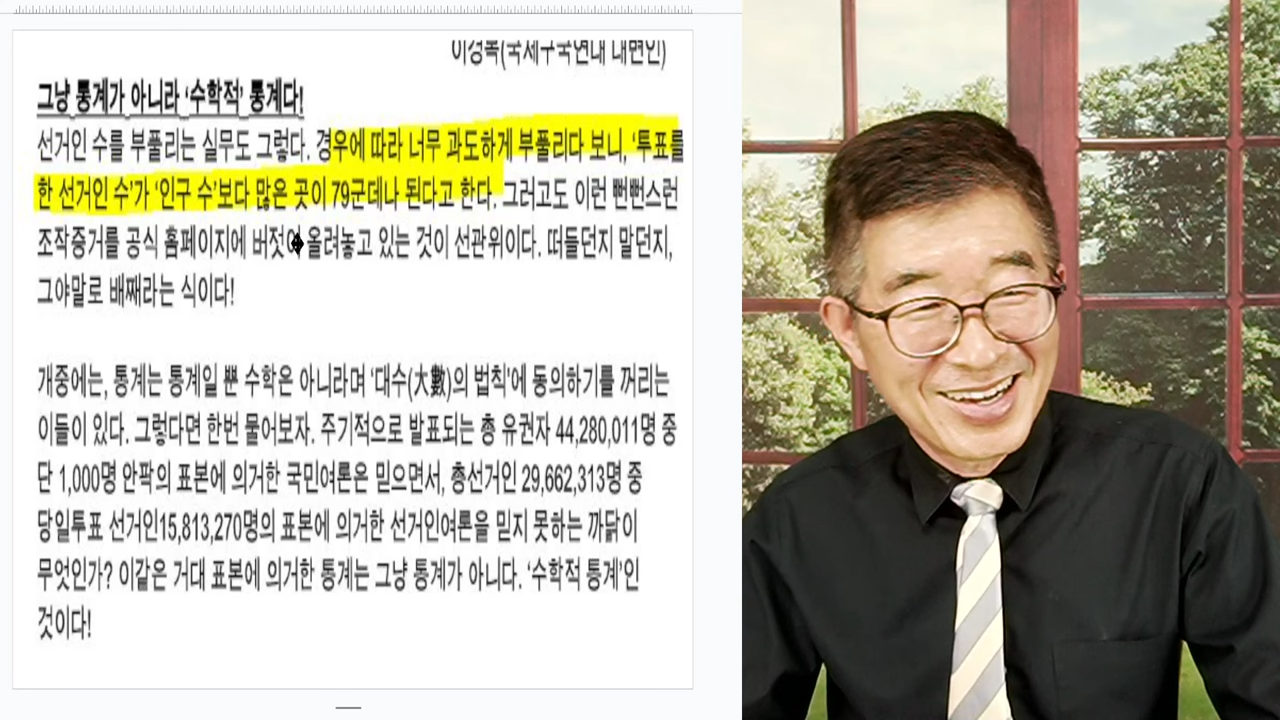 그냥 통계가 아니라 ‘수학적’ 통계다!
선거인 수를 부풀리는 실무도 그렇다. 경우에 따라 너무 과도하게 부풀리다 보니, ‘투표를
한 선거인 수’가 ‘인구 수’보다 많은 곳이 79군데나 된다고 한다. 그러고도 이런 뻔뻔스런
조작증거를 공식 홈페이지에 올려놓고 있는 것이 선관위이다. 떠들던지 말던지,
그야말로 배째라는 식이다!
개중에는, 통계는 통계일 뿐 수학은 아니라며 ‘대수(大數)의 법칙’에 동의하기를 꺼리는
이들이 있다. 그렇다면 한번 물어보자. 주기적으로 발표되는 총 유권자 44,280,011명 중
단 1,000명 안팎의 표본에 의거한 국민여론은 믿으면서, 총선거인 29,662,313명 중
당일투표 선거인15,813,270명의 표본에 의거한 선거인여론을 믿지 못하는 까닭이
무엇인가? 이같은 거대 표본에 의거한 통계는 그냥 통계가 아니다. ‘수학적 통계’인
것이다!